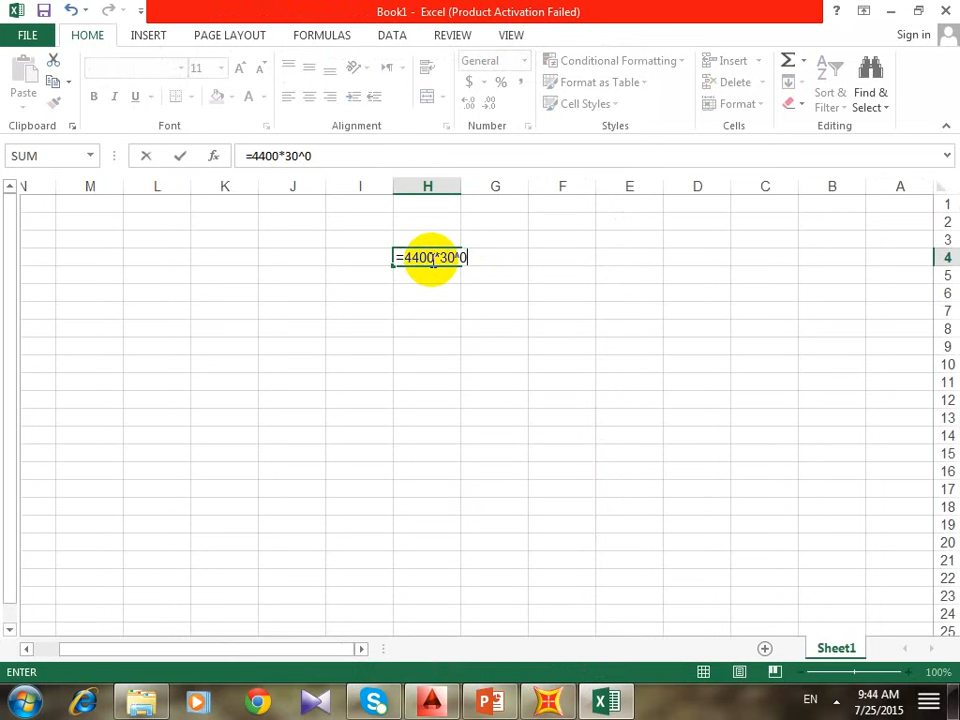 Book1 - Excel (Product Activation Failed)
FILE HOME INSERT PAGE LAYOUT FORMULAS DATA REVIEW VIEW Sign in
Paste 11 General Conditional Formatting Insert
Format as Table Delete Sort & Find &
Cell Styles Format Filter Select
Clipboard Font Alignment Number Styles Cells Editing
SUM =4400*30^0
N M L K J I H G F E D C B A
1
2
3
=4400*30^0 4
5
6
7
8
9
10
11
12
13
14
15
16
17
18
19
20
21
22
23
24
25
Sheet1
ENTER 100%
EN 9:44 AM
7/25/2015